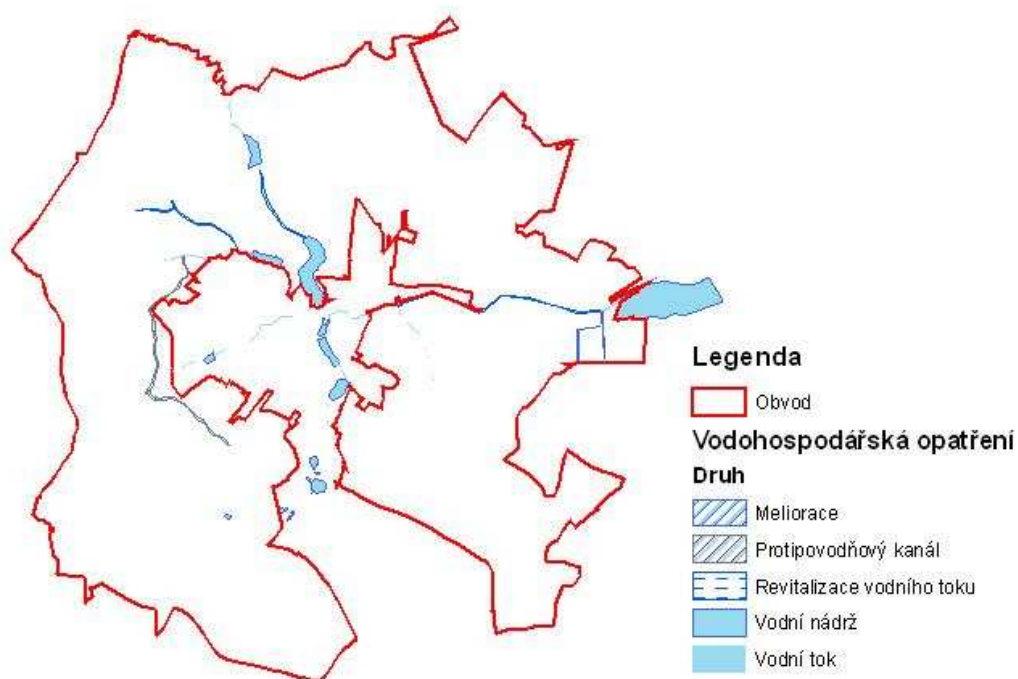 Legenda
Obvod
Vodohospodářská opatření
Druh
Meliorace
Protipovodňový kanál
Revitalizace vodního toku
Vodní nádrž
Vodní tok